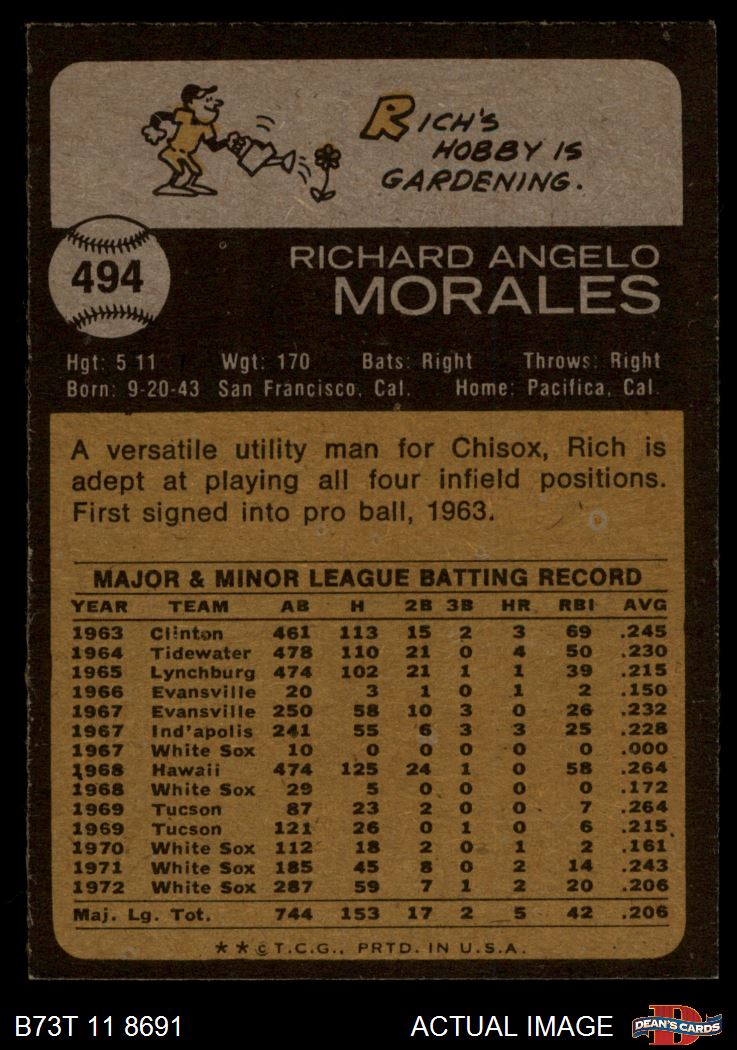 RICH'S
HOBBY IS
GARDENING.
494
RICHARD ANGELO
MORALES
Hgt: 5 11 Wgt: 170 Bats: Right Throws: Right
Born: 9-20-43 San Francisco, Cal. Home: Pacifica, Cal.
A versatile utility man for Chisox, Rich is
adept at playing all four infield positions.
First signed into pro ball, 1963.
MAJOR & MINOR LEAGUE BATTING RECORD
YEAR TEAM AB H 2B 3B HR RBI AVG
1963 Clinton 461 113 15 2 3 69 .245
1964 Tidewater 478 110 21 0 4 50 .230
1965 Lynchburg 474 102 21 1 1 39 .215
1966 Evansville 20 3 1 0 1 2 .150
1967 Evansville 250 58 10 3 0 26 .232
1967 Ind'apolis 241 55 6 3 3 25 .228
1967 White Sox 10 0 0 0 0 0 .000
1968 Hawaii 474 125 24 1 0 58 .264
1968 White Sox 29 5 0 0 0 0 .172
1969 Tucson 87 23 2 0 0 7 .264
1969 Tucson 121 26 0 1 0 6 .215
1970 White Sox 112 18 2 0 1 2 .161
1971 White Sox 185 45 8 0 2 14 .243
1972 White Sox 287 59 7 1 2 20 .206
Maj. Lg. Tot. 744 153 17 2 5 42 .206
**© T.C.G., PRTD. IN U.S.A.
B73T 11 8691 ACTUAL IMAGE DEAN'S CARDS